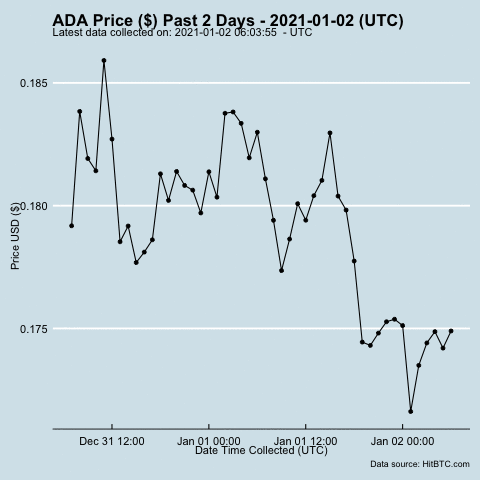 ADA Price ($) Past 2 Days - 2021-01-02 (UTC)
Latest data collected on: 2021-01-02 06:03:55  - UTC
0.185
0.180
0.175
Price USD ($)
Dec 31 12:00
Jan 01 00:00
Jan 01 12:00
Jan 02 00:00
Date Time Collected (UTC)
Data source: HitBTC.com